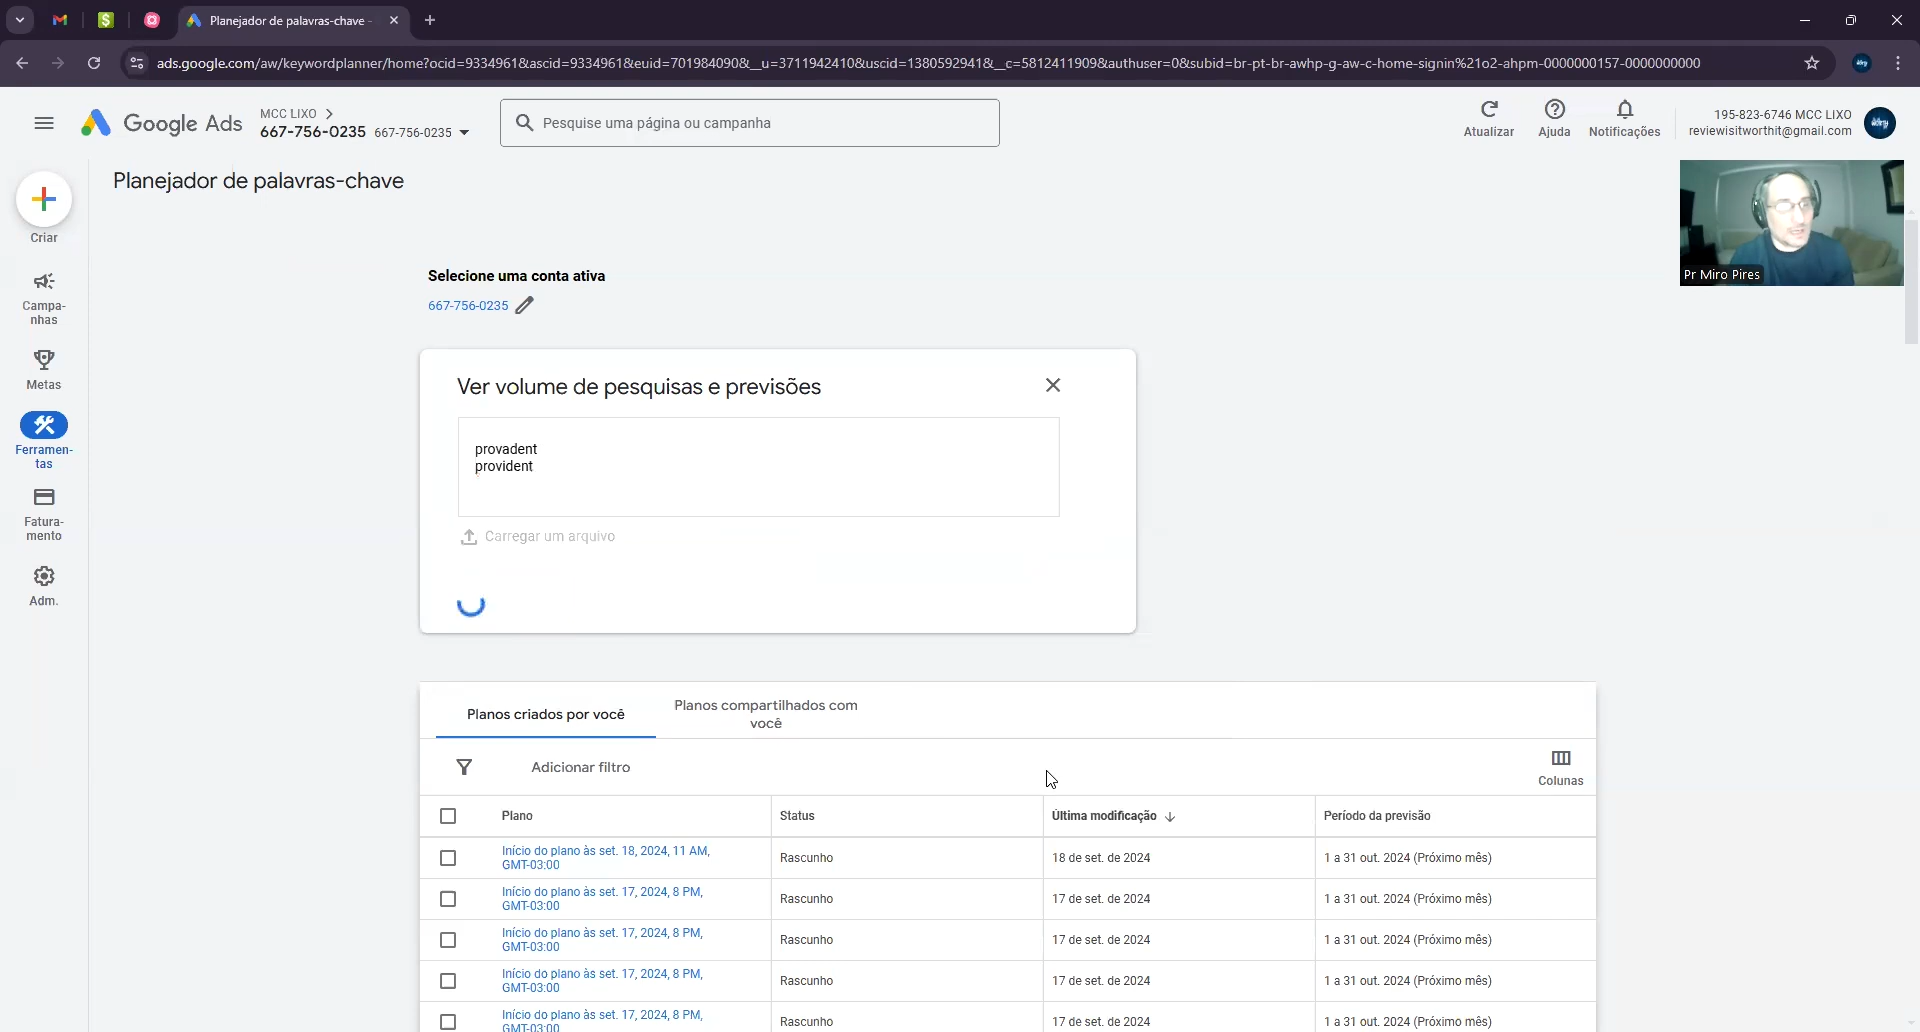 Planejador de palavras-chave -
ads.google.com/aw/keywordplanner/home?ocid=9334961&ascid=9334961&euid=701984090&__u=3711942410&uscid=1380592941&__c=5812411909&authuser=0&subid=br-pt-br-awhp-g-aw-c-home-signin%21o2-ahpm-0000000157-0000000000
Google Ads
MCC LIXO
667-756-0235 667-756-0235
Pesquise uma página ou campanha
Atualizar
Ajuda
Notificações
195-823-6746 MCC LIXO
reviewisitworthit@gmail.com
Planejador de palavras-chave
Pr Miro Pires
Criar
Campa-
nhas
Metas
Ferramen-
tas
Fatura-
mento
Adm.
Selecione uma conta ativa
667-756-0235
Ver volume de pesquisas e previsões
provadent
provident
Carregar um arquivo
Planos criados por você
Planos compartilhados com
você
Adicionar filtro
Colunas
Plano Status Última modificação Período da previsão
Início do plano às set. 18, 2024, 11 AM,
GMT-03:00
Rascunho 18 de set. de 2024 1 a 31 out. 2024 (Próximo mês)
Início do plano às set. 17, 2024, 8 PM,
GMT-03:00
Rascunho 17 de set. de 2024 1 a 31 out. 2024 (Próximo mês)
Início do plano às set. 17, 2024, 8 PM,
GMT-03:00
Rascunho 17 de set. de 2024 1 a 31 out. 2024 (Próximo mês)
Início do plano às set. 17, 2024, 8 PM,
GMT-03:00
Rascunho 17 de set. de 2024 1 a 31 out. 2024 (Próximo mês)
Início do plano às set. 17, 2024, 8 PM,
GMT-03:00
Rascunho 17 de set. de 2024 1 a 31 out. 2024 (Próximo mês)